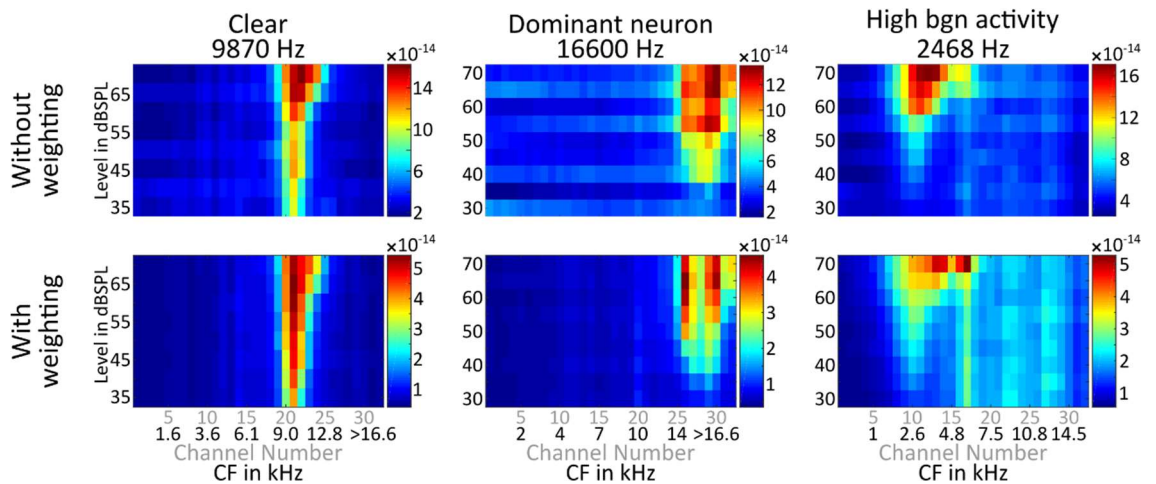 Clear
9870 Hz
Dominant neuron
16600 Hz
High bgn activity
2468 Hz
Without
weighting
Level in dBSPL
65
55
45
35
×10-14
14
10
6
2
70
60
50
40
30
×10-14
12
10
8
6
4
2
70
60
50
40
30
×10-14
16
12
8
4
With
weighting
Level in dBSPL
65
55
45
35
×10-14
5
4
3
2
1
70
60
50
40
30
×10-14
4
3
2
1
70
60
50
40
30
×10-14
5
4
3
2
1
5 10 15 20 25 30
1.6 3.6 6.1 9.0 12.8 >16.6
Channel Number
CF in kHz
5 10 15 20 25 30
2 4 7 10 14 >16.6
Channel Number
CF in kHz
5 10 15 20 25 30
1 2.6 4.8 7.5 10.8 14.5
Channel Number
CF in kHz